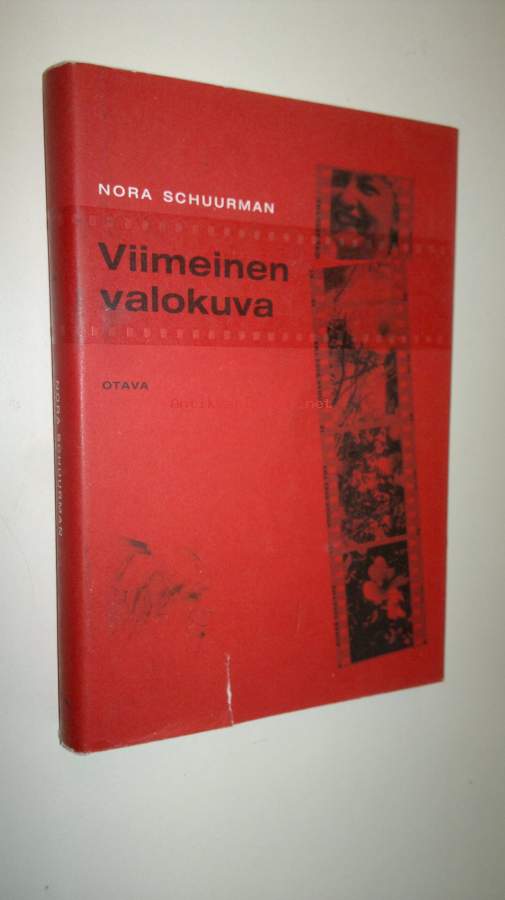 NORA SCHUURMAN
Viimeinen
valokuva
OTAVA
NORA SCHUURMAN